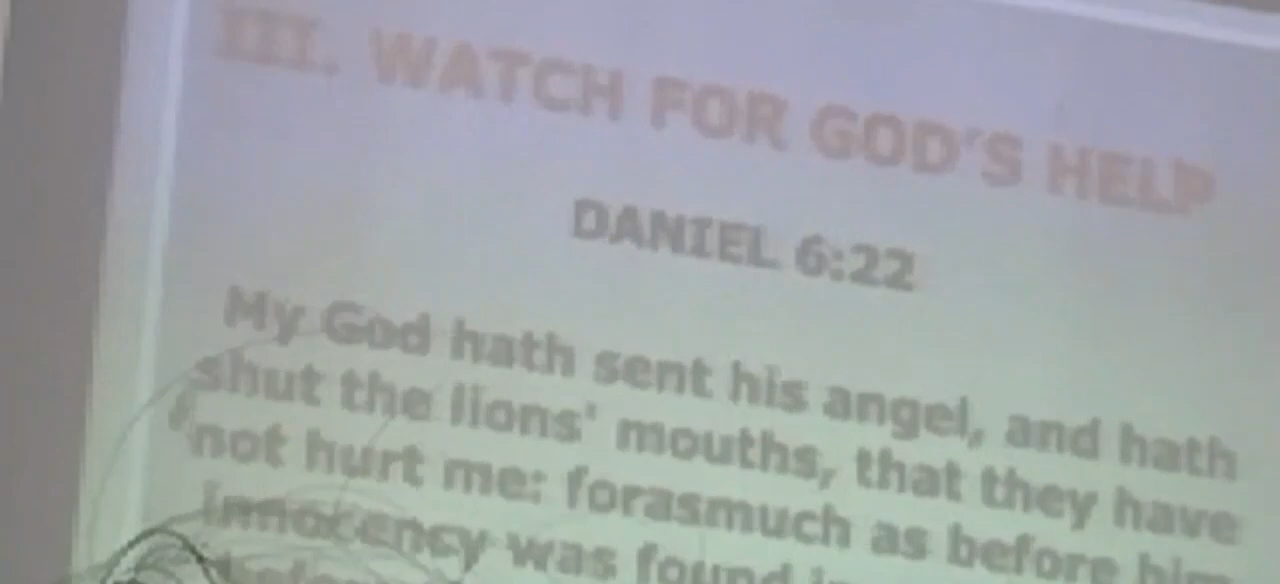 III. WATCH FOR GOD'S HELP
DANIEL 6:22
My God hath sent his angel, and hath
shut the lions' mouths, that they have
not hurt me: forasmuch as before him
innocency was found in